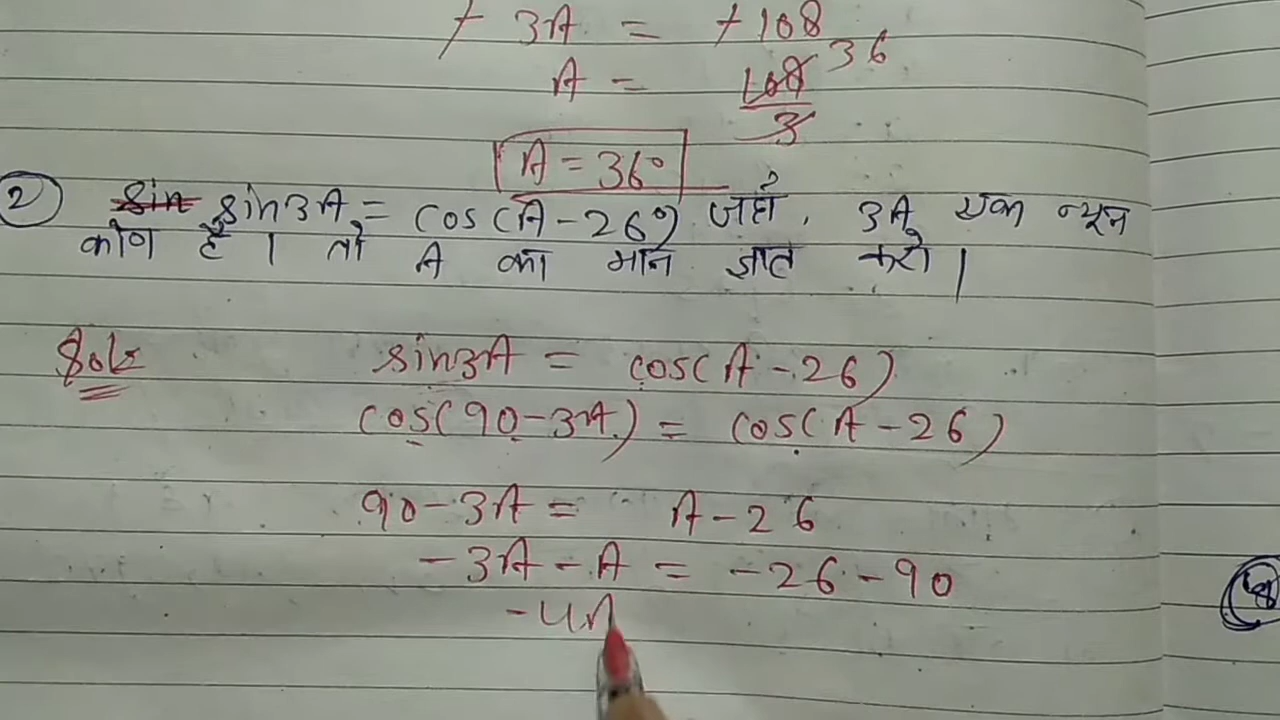 + 3A = +108
A = 108/3 36
A = 36°
2 sin sin3A = cos(A-26°) जहाँ, 3A एक न्यून
कोण है । तो A का मान ज्ञात करो ।
Sol:
sin3A = cos(A-26)
cos(90-3A) = cos(A-26)
90-3A = A-26
-3A-A = -26-90
-4A